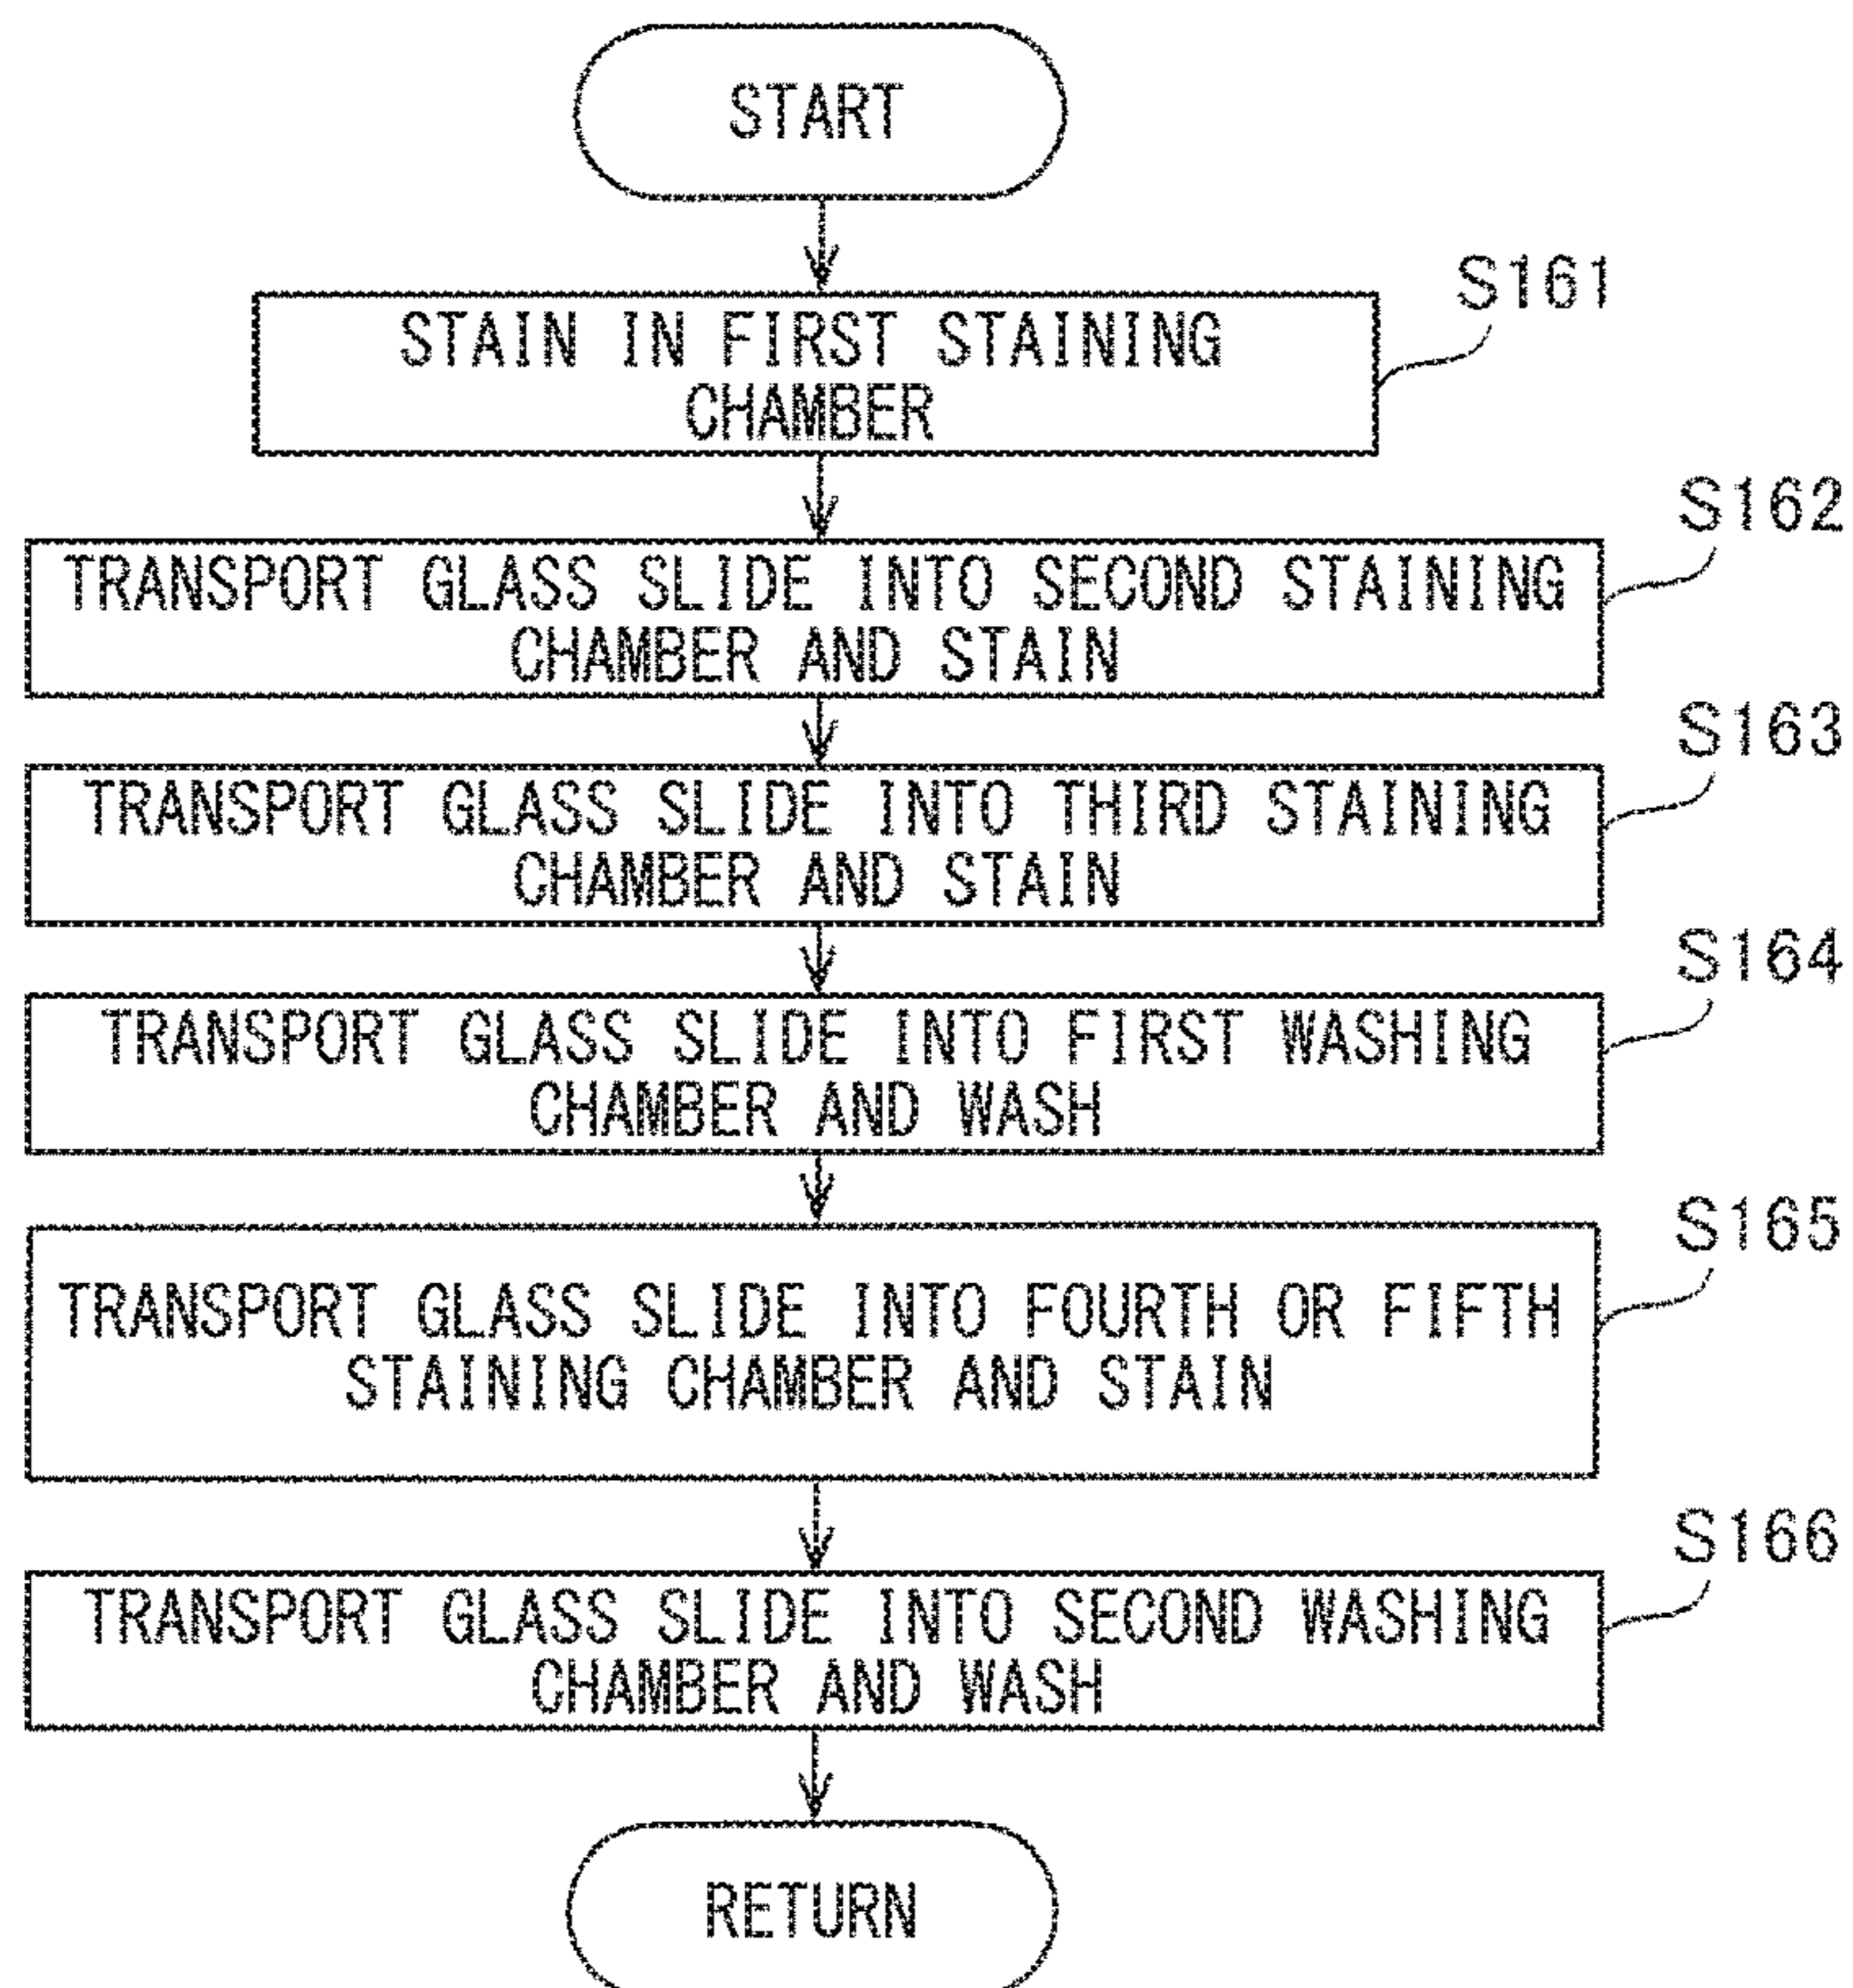 START
S161
STAIN IN FIRST STAINING
CHAMBER
S162
TRANSPORT GLASS SLIDE INTO SECOND STAINING
CHAMBER AND STAIN
S163
TRANSPORT GLASS SLIDE INTO THIRD STAINING
CHAMBER AND STAIN
S164
TRANSPORT GLASS SLIDE INTO FIRST WASHING
CHAMBER AND WASH
S165
TRANSPORT GLASS SLIDE INTO FOURTH OR FIFTH
STAINING CHAMBER AND STAIN
S166
TRANSPORT GLASS SLIDE INTO SECOND WASHING
CHAMBER AND WASH
RETURN